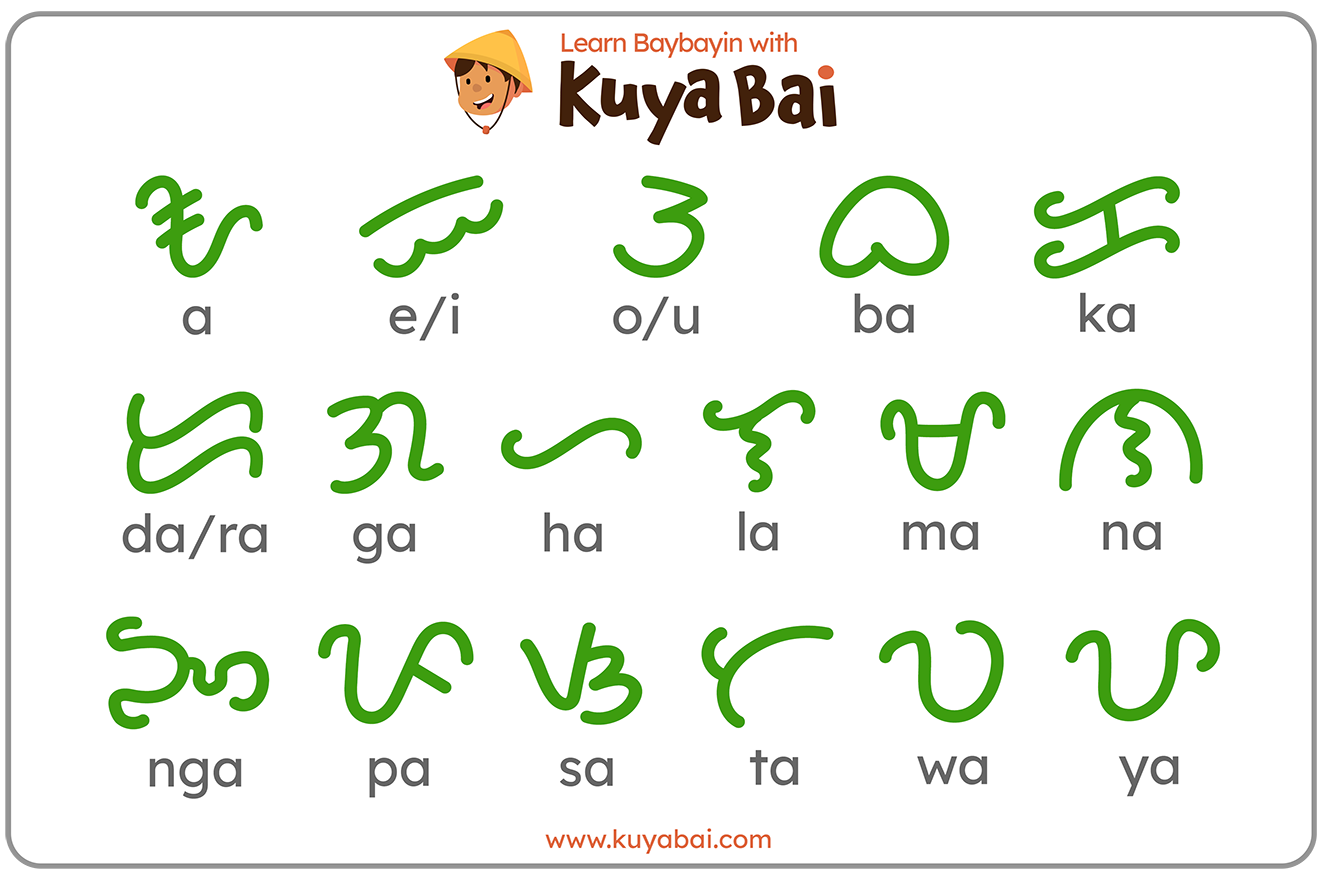 Learn Baybayin with
Kuya Bai
ᜀ ᜁ ᜂ ᜊ ᜃ
a e/i o/u ba ka
ᜇ ᜄ ᜑ ᜎ ᜋ ᜈ
da/ra ga ha la ma na
ᜅ ᜉ ᜐ ᜆ ᜏ ᜌ
nga pa sa ta wa ya
www.kuyabai.com